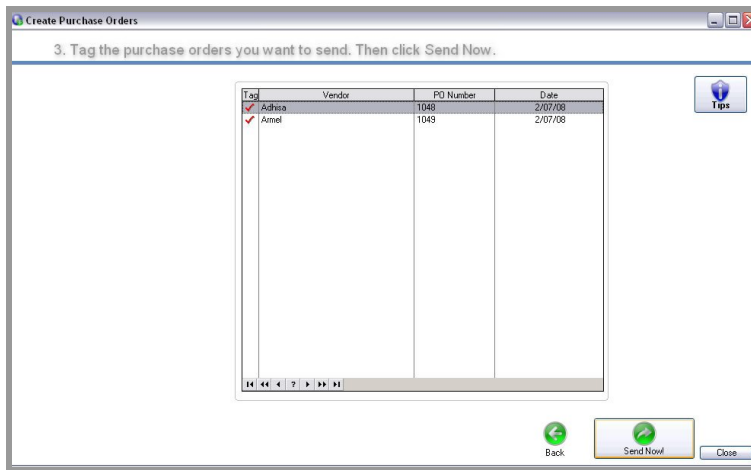 Create Purchase Orders
3. Tag the purchase orders you want to send. Then click Send Now.
Tag Vendor PO Number Date
Adhisa 1048 2/07/08
Armel 1049 2/07/08
Tips
?
Back Send Now! Close